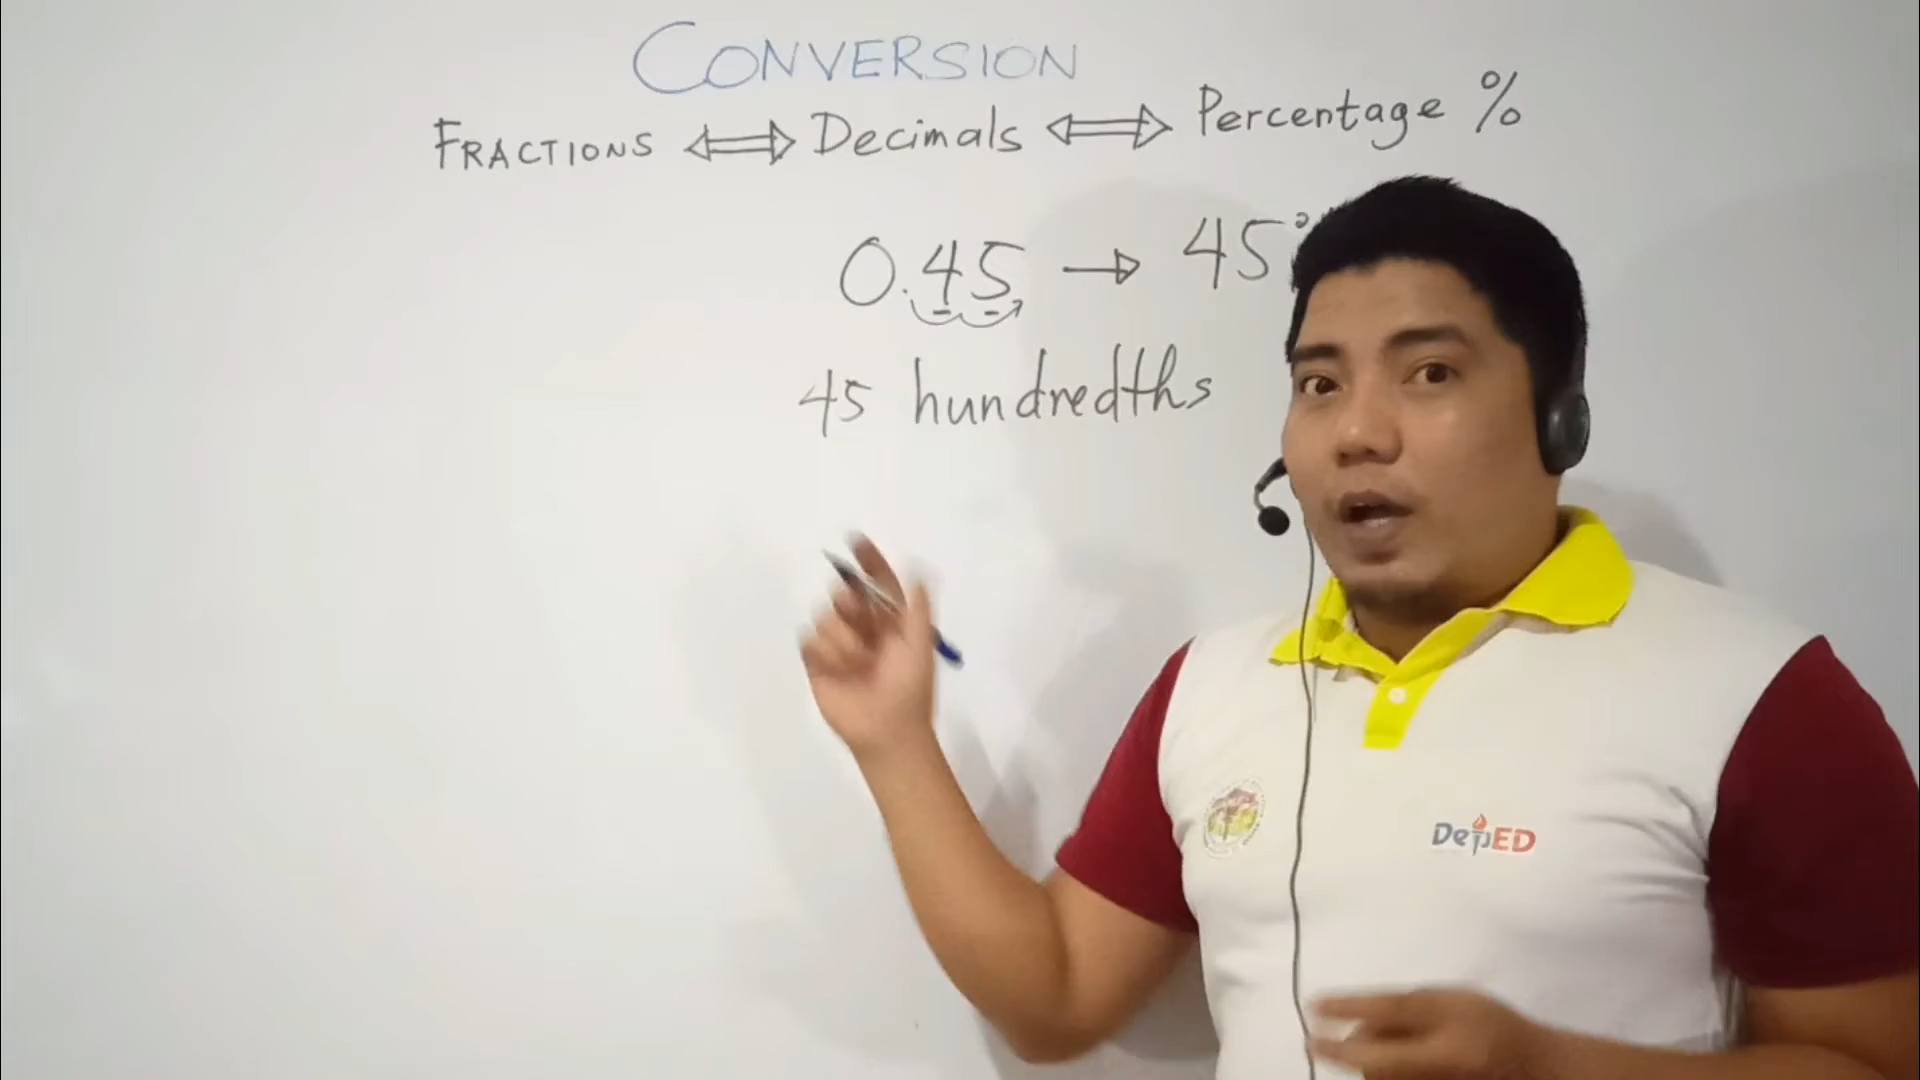 CONVERSION
FRACTIONS ⇔ Decimals ⇔ Percentage %
0.45 → 45
45 hundredths
DepED